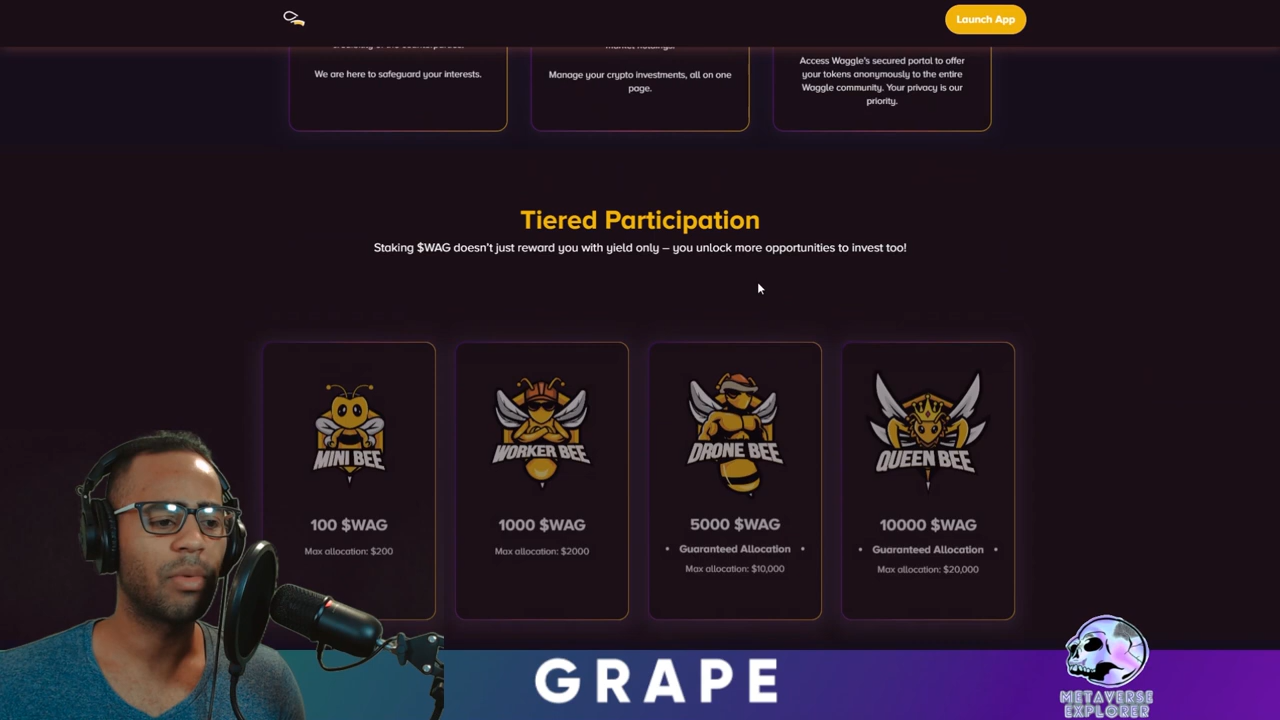 Launch App
We are here to safeguard your interests.
Manage your crypto investments, all on one
page.
Access Waggle's secured portal to offer
your tokens anonymously to the entire
Waggle community. Your privacy is our
priority.
Tiered Participation
Staking $WAG doesn't just reward you with yield only – you unlock more opportunities to invest too!
MINI BEE
100 $WAG
Max allocation: $200
WORKER BEE
1000 $WAG
Max allocation: $2000
DRONE BEE
5000 $WAG
• Guaranteed Allocation •
Max allocation: $10,000
QUEEN BEE
10000 $WAG
• Guaranteed Allocation •
Max allocation: $20,000
GRAPE
METAVERSE
EXPLORER